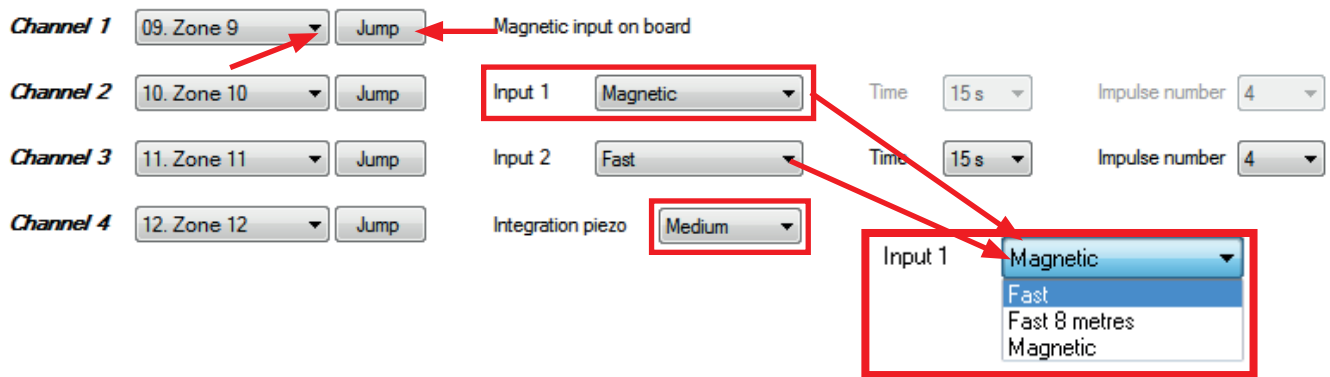 Channel 1 09. Zone 9 Jump Magnetic input on board
Channel 2 10. Zone 10 Jump Input 1 Magnetic Time 15 s Impulse number 4
Channel 3 11. Zone 11 Jump Input 2 Fast Time 15 s Impulse number 4
Channel 4 12. Zone 12 Jump Integration piezo Medium
Input 1 Magnetic
Fast
Fast 8 metres
Magnetic